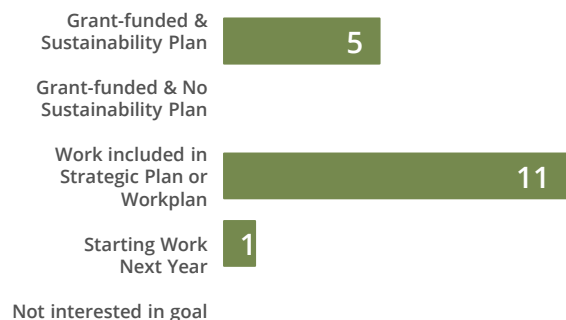 Grant-funded &
Sustainability Plan
5
Grant-funded & No
Sustainability Plan
Work included in
Strategic Plan or
Workplan
11
Starting Work
Next Year
1
Not interested in goal